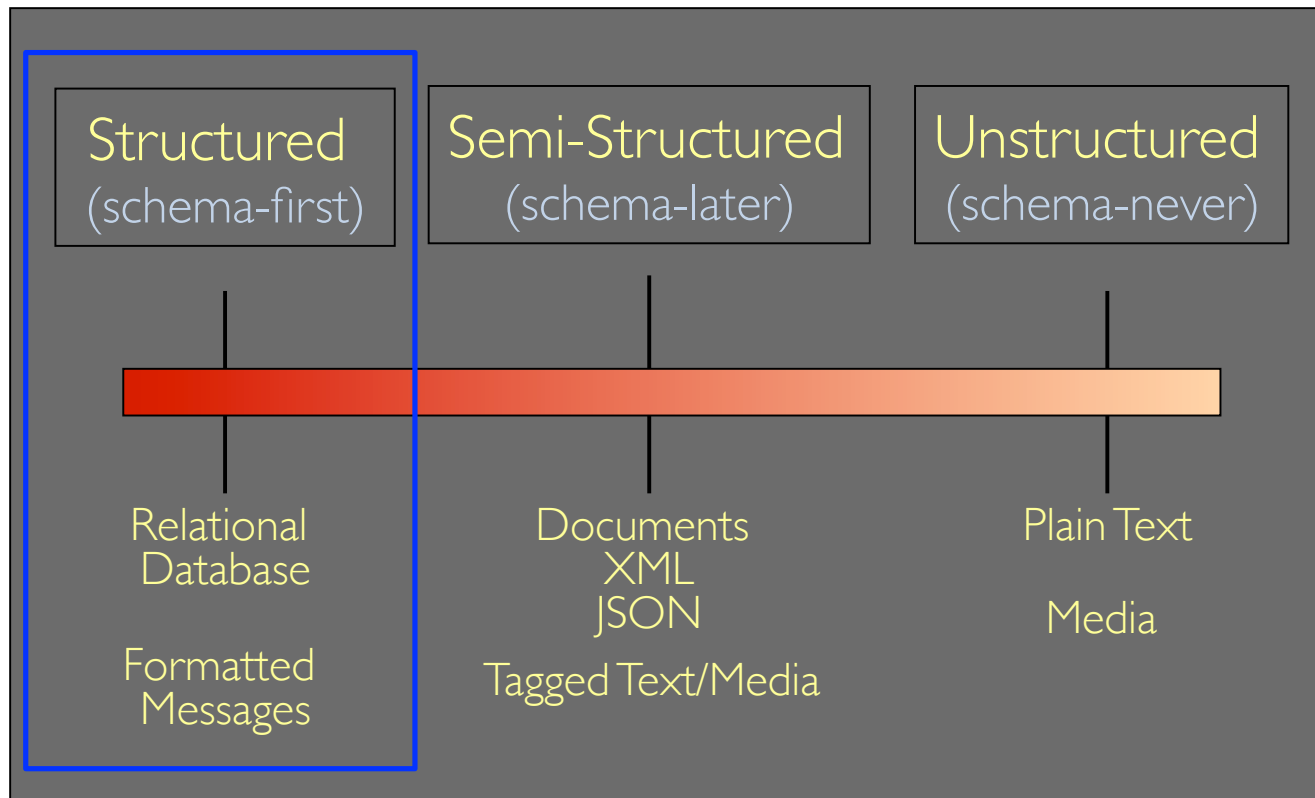 Structured
(schema-first)
Semi-Structured
(schema-later)
Unstructured
(schema-never)
Relational
Database
Formatted
Messages
Documents
XML
JSON
Tagged Text/Media
Plain Text
Media